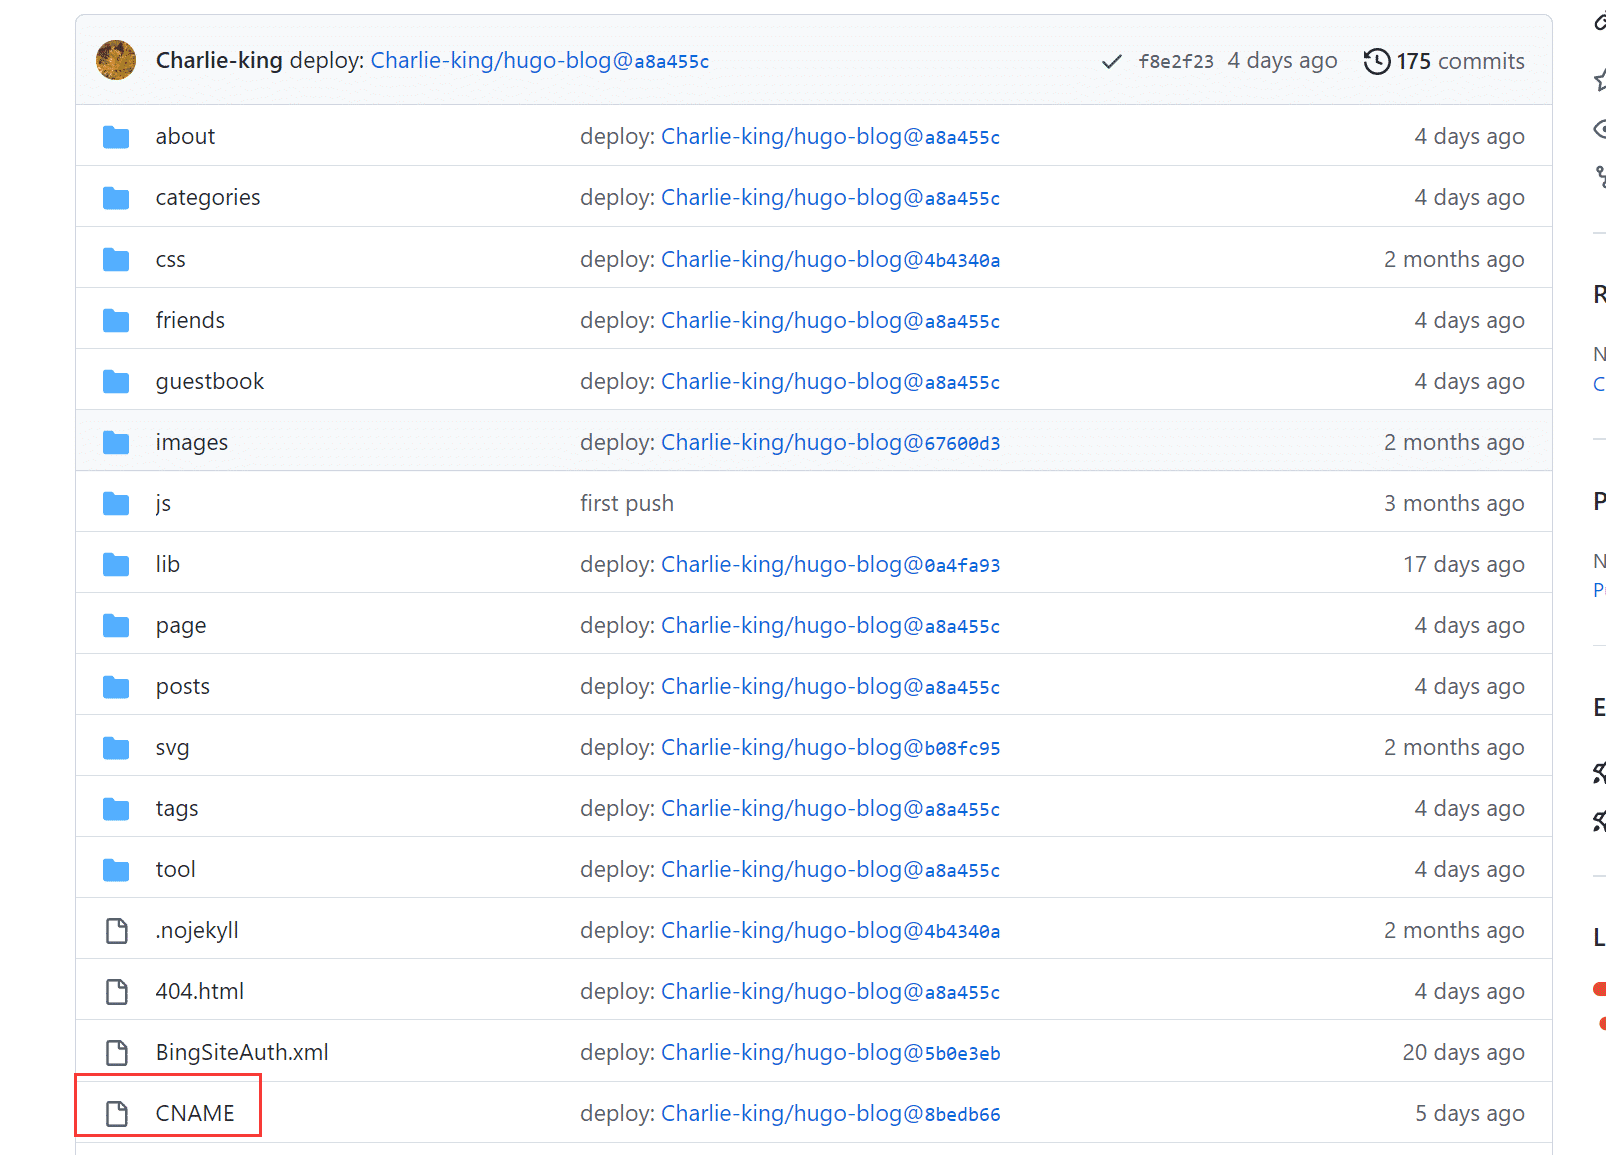 Charlie-king deploy: Charlie-king/hugo-blog@a8a455c f8e2f23 4 days ago 175 commits
about deploy: Charlie-king/hugo-blog@a8a455c 4 days ago
categories deploy: Charlie-king/hugo-blog@a8a455c 4 days ago
css deploy: Charlie-king/hugo-blog@4b4340a 2 months ago
friends deploy: Charlie-king/hugo-blog@a8a455c 4 days ago
guestbook deploy: Charlie-king/hugo-blog@a8a455c 4 days ago
images deploy: Charlie-king/hugo-blog@67600d3 2 months ago
js first push 3 months ago
lib deploy: Charlie-king/hugo-blog@0a4fa93 17 days ago
page deploy: Charlie-king/hugo-blog@a8a455c 4 days ago
posts deploy: Charlie-king/hugo-blog@a8a455c 4 days ago
svg deploy: Charlie-king/hugo-blog@b08fc95 2 months ago
tags deploy: Charlie-king/hugo-blog@a8a455c 4 days ago
tool deploy: Charlie-king/hugo-blog@a8a455c 4 days ago
.nojekyll deploy: Charlie-king/hugo-blog@4b4340a 2 months ago
404.html deploy: Charlie-king/hugo-blog@a8a455c 4 days ago
BingSiteAuth.xml deploy: Charlie-king/hugo-blog@5b0e3eb 20 days ago
CNAME deploy: Charlie-king/hugo-blog@8bedb66 5 days ago